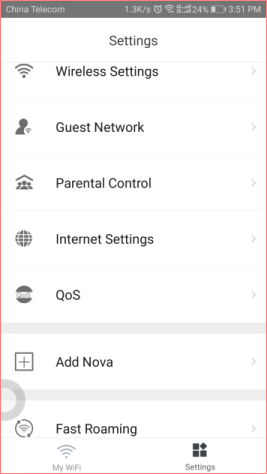 China Telecom 1.3K/s 24% 3:51 PM
Settings
Wireless Settings
Guest Network
Parental Control
Internet Settings
QoS
QoS
Add Nova
Fast Roaming
My WiFi
Settings